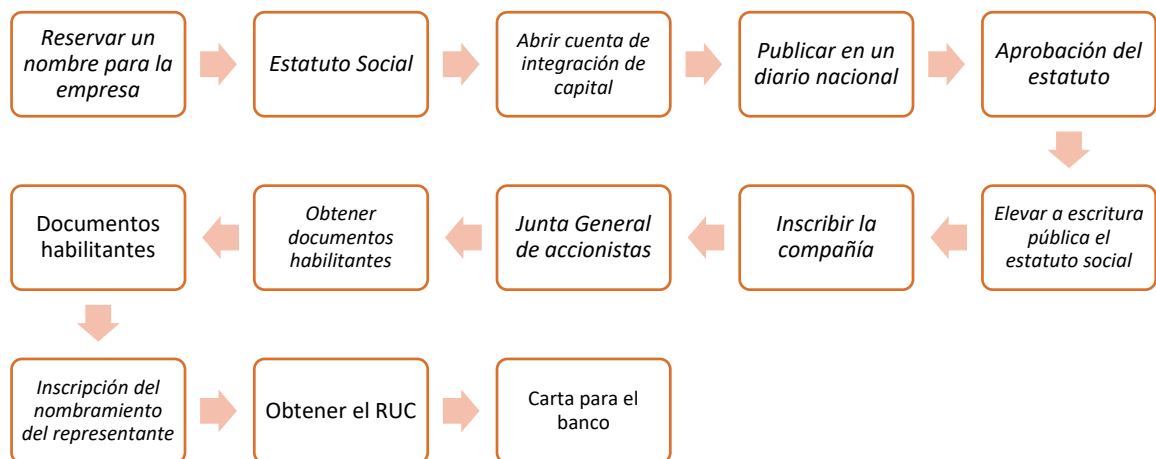 Reservar un
nombre para la
empresa
Estatuto Social
Abrir cuenta de
integración de
capital
Publicar en un
diario nacional
Aprobación del
estatuto
Elevar a escritura
pública el
estatuto social
Inscribir la
compañía
Junta General
de accionistas
Obtener
documentos
habilitantes
Documentos
habilitantes
Inscripción del
nombramiento
del representante
Obtener el RUC
Carta para el
banco